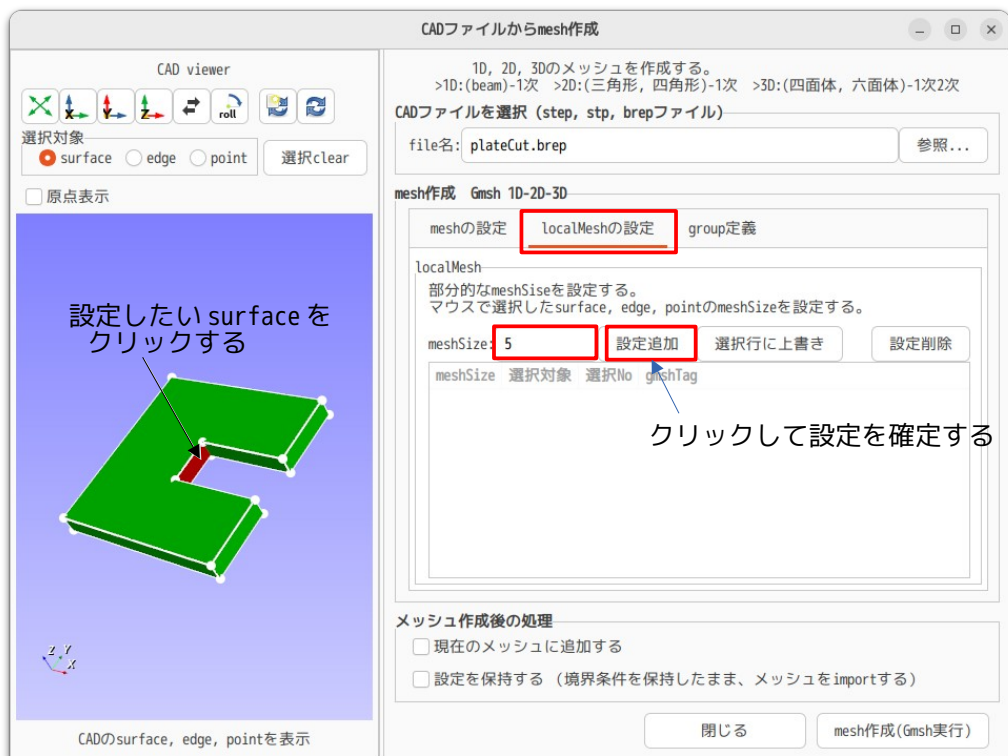 CADファイルからmesh作成
CAD viewer
X
Y
Z
roll
選択対象
surface edge point 選択clear
原点表示
設定したい surface を
クリックする
Z Y
X
CADのsurface, edge, pointを表示
1D, 2D, 3Dのメッシュを作成する。
>1D:(beam)-1次 >2D:(三角形, 四角形)-1次 >3D:(四面体, 六面体)-1次2次
CADファイルを選択 (step, stp, brepファイル)
file名: plateCut.brep 参照...
mesh作成 Gmsh 1D-2D-3D
meshの設定 localMeshの設定 group定義
localMesh
部分的なmeshSiseを設定する。
マウスで選択したsurface, edge, pointのmeshSizeを設定する。
meshSize: 5 設定追加 選択行に上書き 設定削除
meshSize 選択対象 選択No gmshTag
クリックして設定を確定する
メッシュ作成後の処理
現在のメッシュに追加する
設定を保持する (境界条件を保持したまま、メッシュをimportする)
閉じる mesh作成(Gmsh実行)